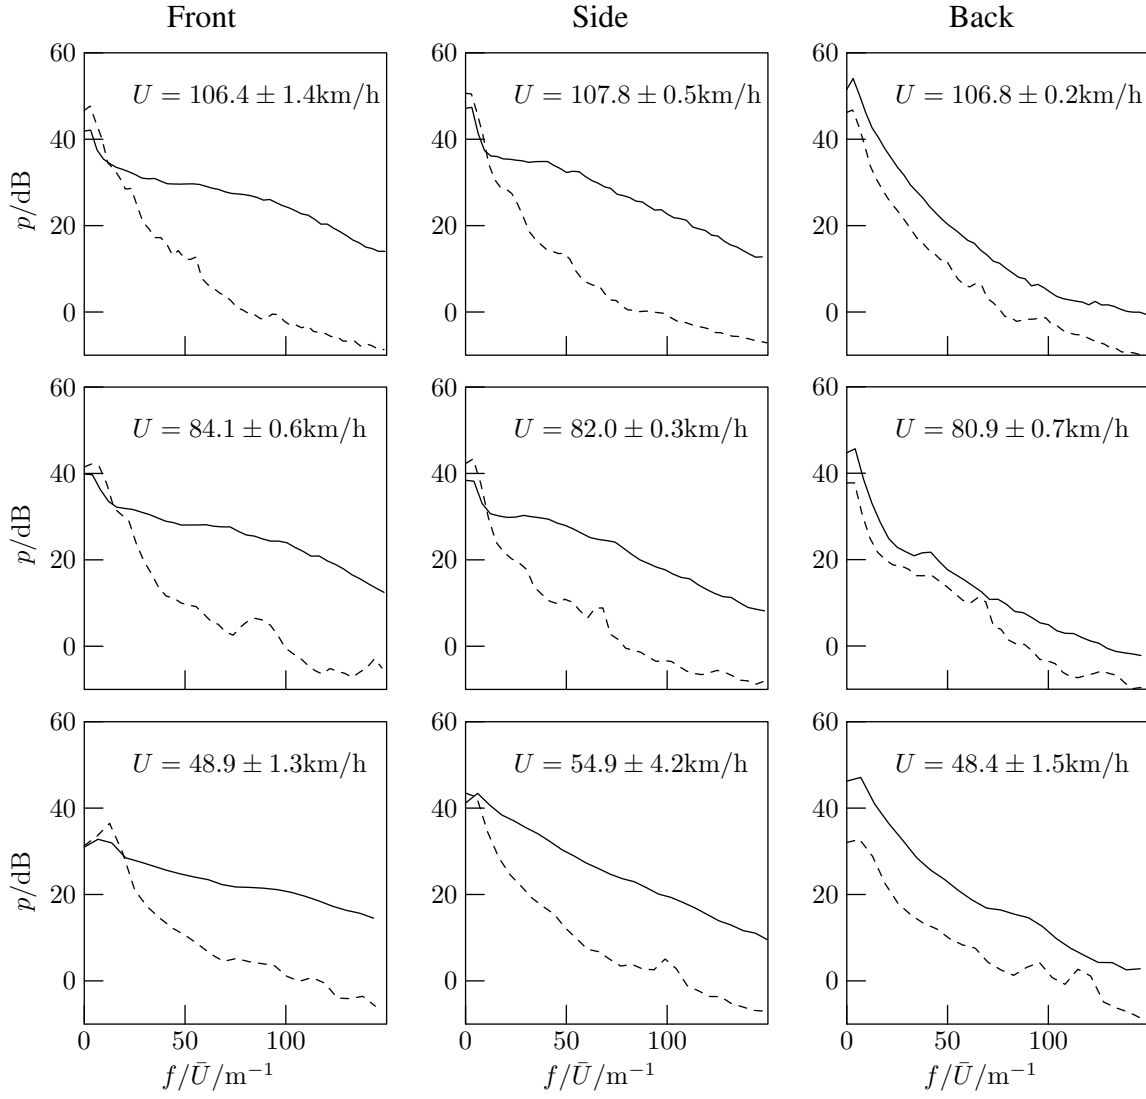 Front Side Back
60
U = 106.4 ± 1.4km/h
40
p/dB
20
0
U = 107.8 ± 0.5km/h
60
40
20
0
U = 106.8 ± 0.2km/h
60
40
20
0
60
U = 84.1 ± 0.6km/h
40
p/dB
20
0
60
U = 82.0 ± 0.3km/h
40
20
0
60
U = 80.9 ± 0.7km/h
40
20
0
60
U = 48.9 ± 1.3km/h
40
p/dB
20
0
0 50 100
f/Ū/m⁻¹
60
U = 54.9 ± 4.2km/h
40
20
0
0 50 100
f/Ū/m⁻¹
60
U = 48.4 ± 1.5km/h
40
20
0
0 50 100
f/Ū/m⁻¹